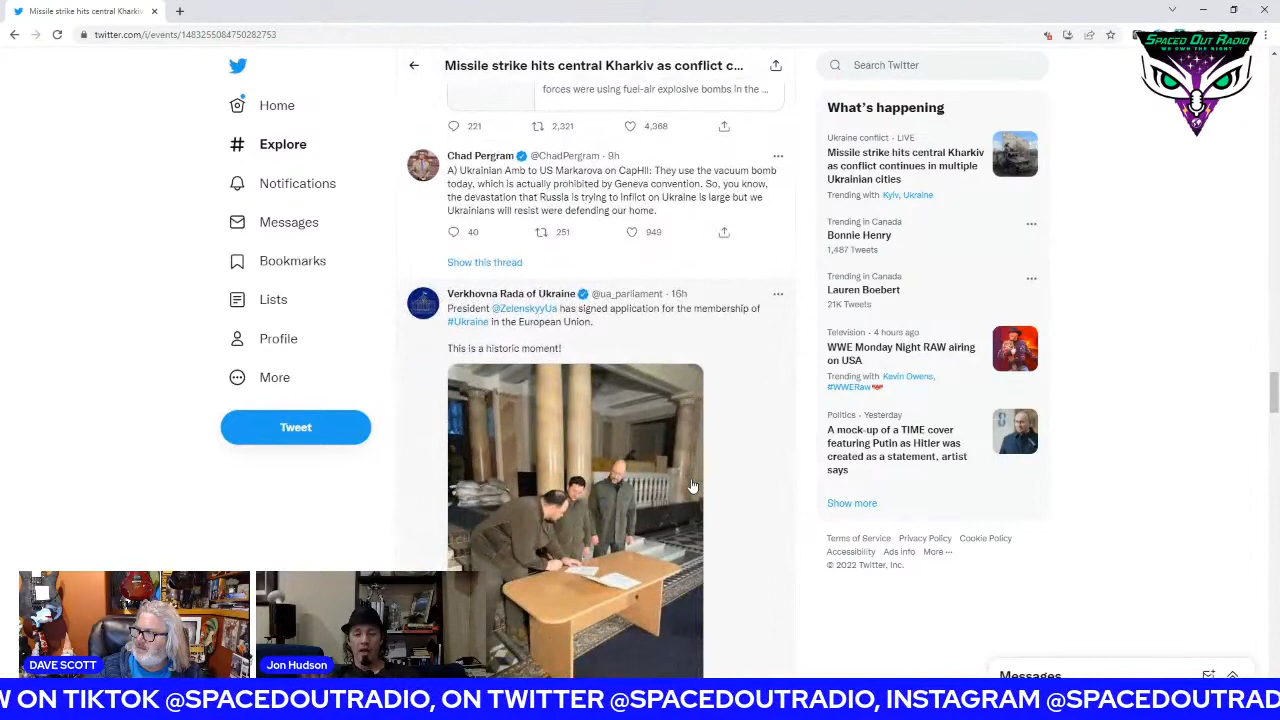 Missile strike hits central Kharkiv
twitter.com/i/events/1483255084750282753
SPACED OUT RADIO
WE OWN THE NIGHT
Home
Explore
Notifications
Messages
Bookmarks
Lists
Profile
More
Tweet
Missile strike hits central Kharkiv as conflict c...
forces were using fuel-air explosive bombs in the ...
221 2,321 4,368
Chad Pergram @ChadPergram · 9h
A) Ukrainian Amb to US Markarova on CapHIl: They use the vacuum bomb
today, which is actually prohibited by Geneva convention. So, you know,
the devastation that Russia is trying to inflict on Ukraine is large but we
Ukrainians will resist were defending our home.
40 251 949
Show this thread
Verkhovna Rada of Ukraine @ua_parliament · 16h
President @ZelenskyyUa has signed application for the membership of
#Ukraine in the European Union.
This is a historic moment!
Search Twitter
What's happening
Ukraine conflict · LIVE
Missile strike hits central Kharkiv
as conflict continues in multiple
Ukrainian cities
Trending with Kyiv, Ukraine
Trending in Canada
Bonnie Henry
1,487 Tweets
Trending in Canada
Lauren Boebert
21K Tweets
Television · 4 hours ago
WWE Monday Night RAW airing
on USA
Trending with Kevin Owens,
#WWERaw
Politics · Yesterday
A mock-up of a TIME cover
featuring Putin as Hitler was
created as a statement, artist
says
Show more
Terms of Service Privacy Policy Cookie Policy
Accessibility Ads info More ...
© 2022 Twitter, Inc.
Messages
DAVE SCOTT
Jon Hudson
W ON TIKTOK @SPACEDOUTRADIO, ON TWITTER @SPACEDOUTRADIO, INSTAGRAM @SPACEDOUTRAD